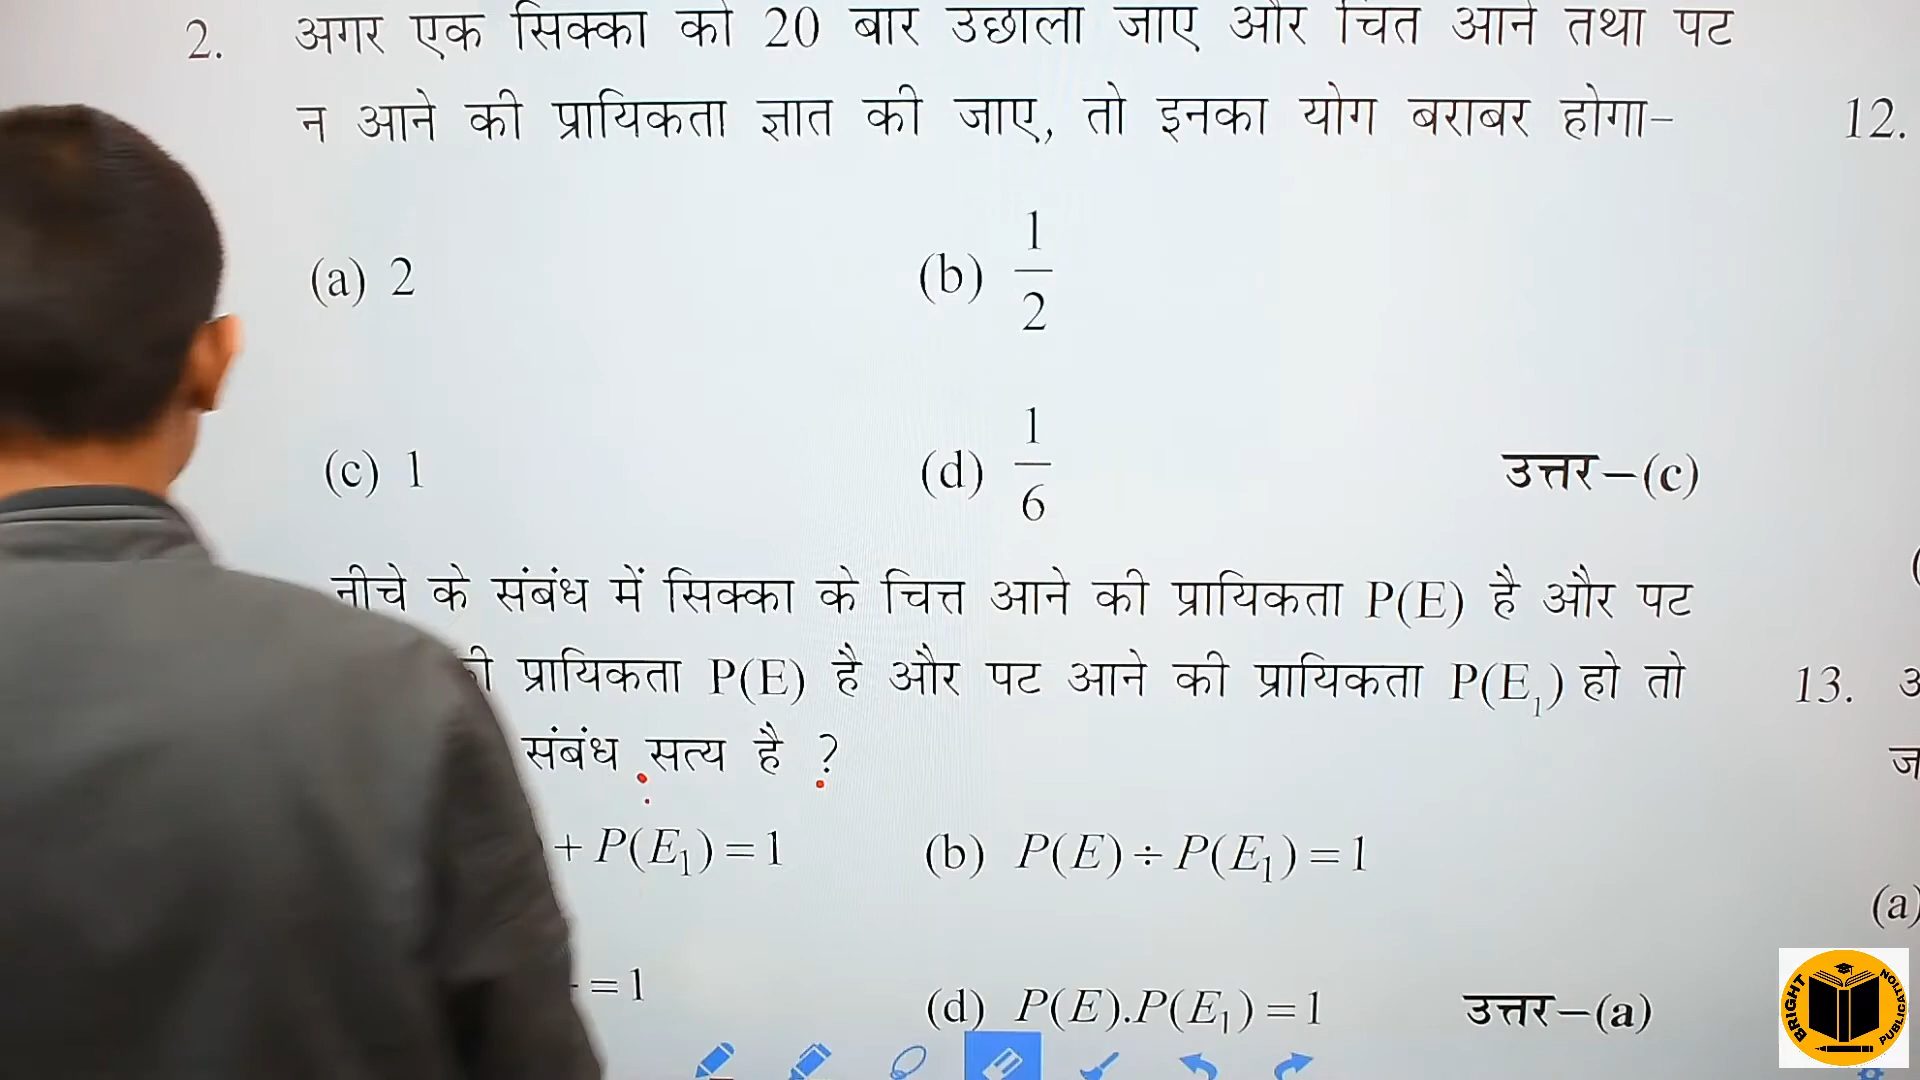 2. अगर एक सिक्का को 20 बार उछाला जाए और चित आने तथा पट
न आने की प्रायिकता ज्ञात की जाए, तो इनका योग बराबर होगा-
12.
(a) 2
(b) 1/2
(c) 1
(d) 1/6
उत्तर–(c)
नीचे के संबंध में सिक्का के चित्त आने की प्रायिकता P(E) है और पट
प्रायिकता P(E) है और पट आने की प्रायिकता P(E₁) हो तो
संबंध सत्य है ?
13.
+ P(E₁) = 1
(b) P(E) ÷ P(E₁) = 1
= 1
(d) P(E).P(E₁) = 1
उत्तर–(a)
(a)
BRIGHT PUBLICATION